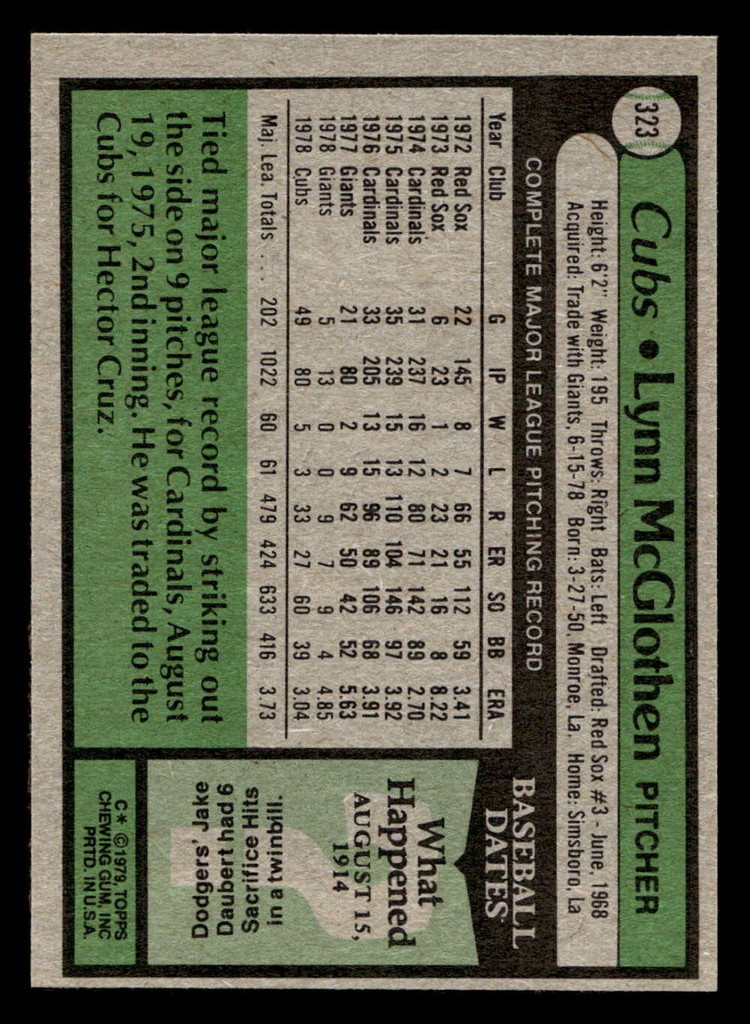 323
Cubs • Lynn McGlothen PITCHER
Height: 6'2" Weight: 195 Throws: Right Bats: Left Drafted: Red Sox #3 - June, 1968
Acquired: Trade with Giants, 6-15-78 Born: 3-27-50, Monroe, La. Home: Simsboro, La
COMPLETE MAJOR LEAGUE PITCHING RECORD
Year Club G IP W L R ER SO BB ERA
1972 Red Sox 22 145 8 7 66 55 112 59 3.41
1973 Red Sox 6 23 1 2 23 21 16 8 8.22
1974 Cardinals 31 237 16 12 80 71 142 89 2.70
1975 Cardinals 35 239 15 13 110 104 146 97 3.92
1976 Cardinals 33 205 13 15 96 89 106 68 3.91
1977 Giants 21 80 2 9 62 50 42 52 5.63
1978 Giants 5 13 0 0 9 7 9 4 4.85
1978 Cubs 49 80 5 3 33 27 60 39 3.04
Maj. Lea. Totals .... 202 1022 60 61 479 424 633 416 3.73
Tied major league record by striking out
the side on 9 pitches, for Cardinals, August
19, 1975, 2nd inning. He was traded to the
Cubs for Hector Cruz.
BASEBALL
DATES
What
Happened
AUGUST 15,
1914
Dodgers, Jake
Daubert had 6
Sacrifice Hits
in a twinbill.
C* ©1979, TOPPS
CHEWING GUM, INC
PRTD. IN U.S.A.